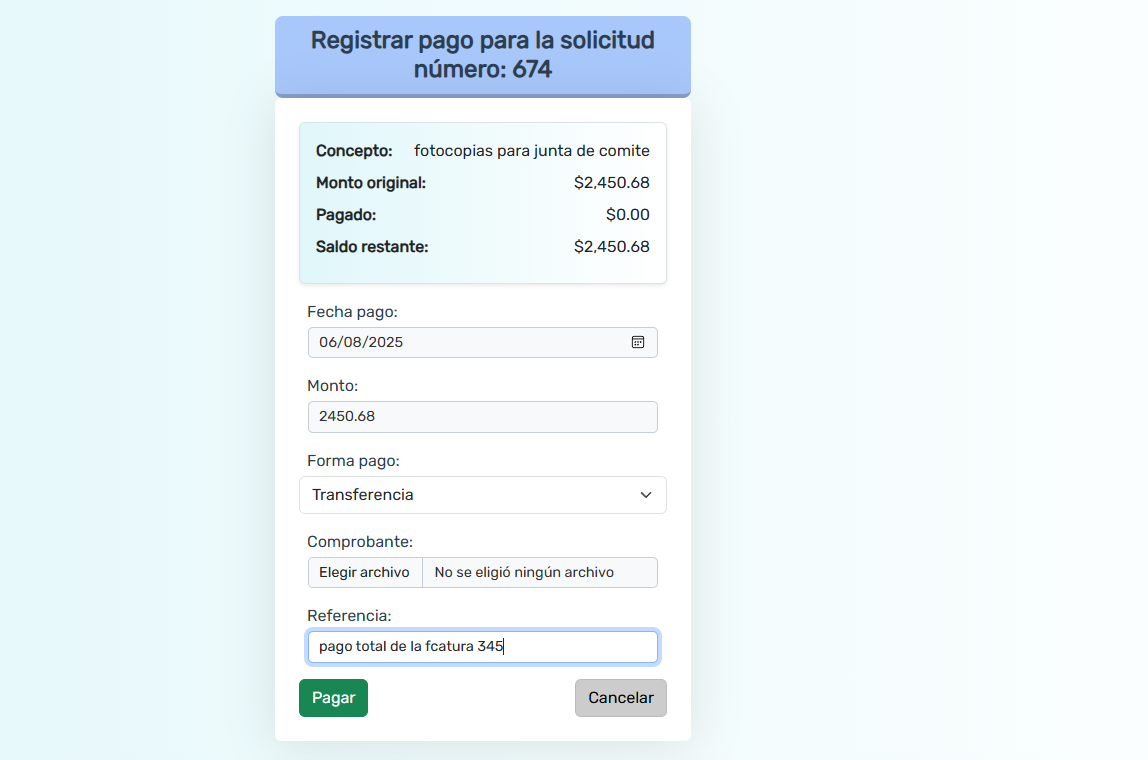 Registrar pago para la solicitud
número: 674
Concepto: fotocopias para junta de comite
Monto original: $2,450.68
Pagado: $0.00
Saldo restante: $2,450.68
Fecha pago:
06/08/2025
Monto:
2450.68
Forma pago:
Transferencia
Comprobante:
Elegir archivo No se eligió ningún archivo
Referencia:
pago total de la fcatura 345
Pagar Cancelar